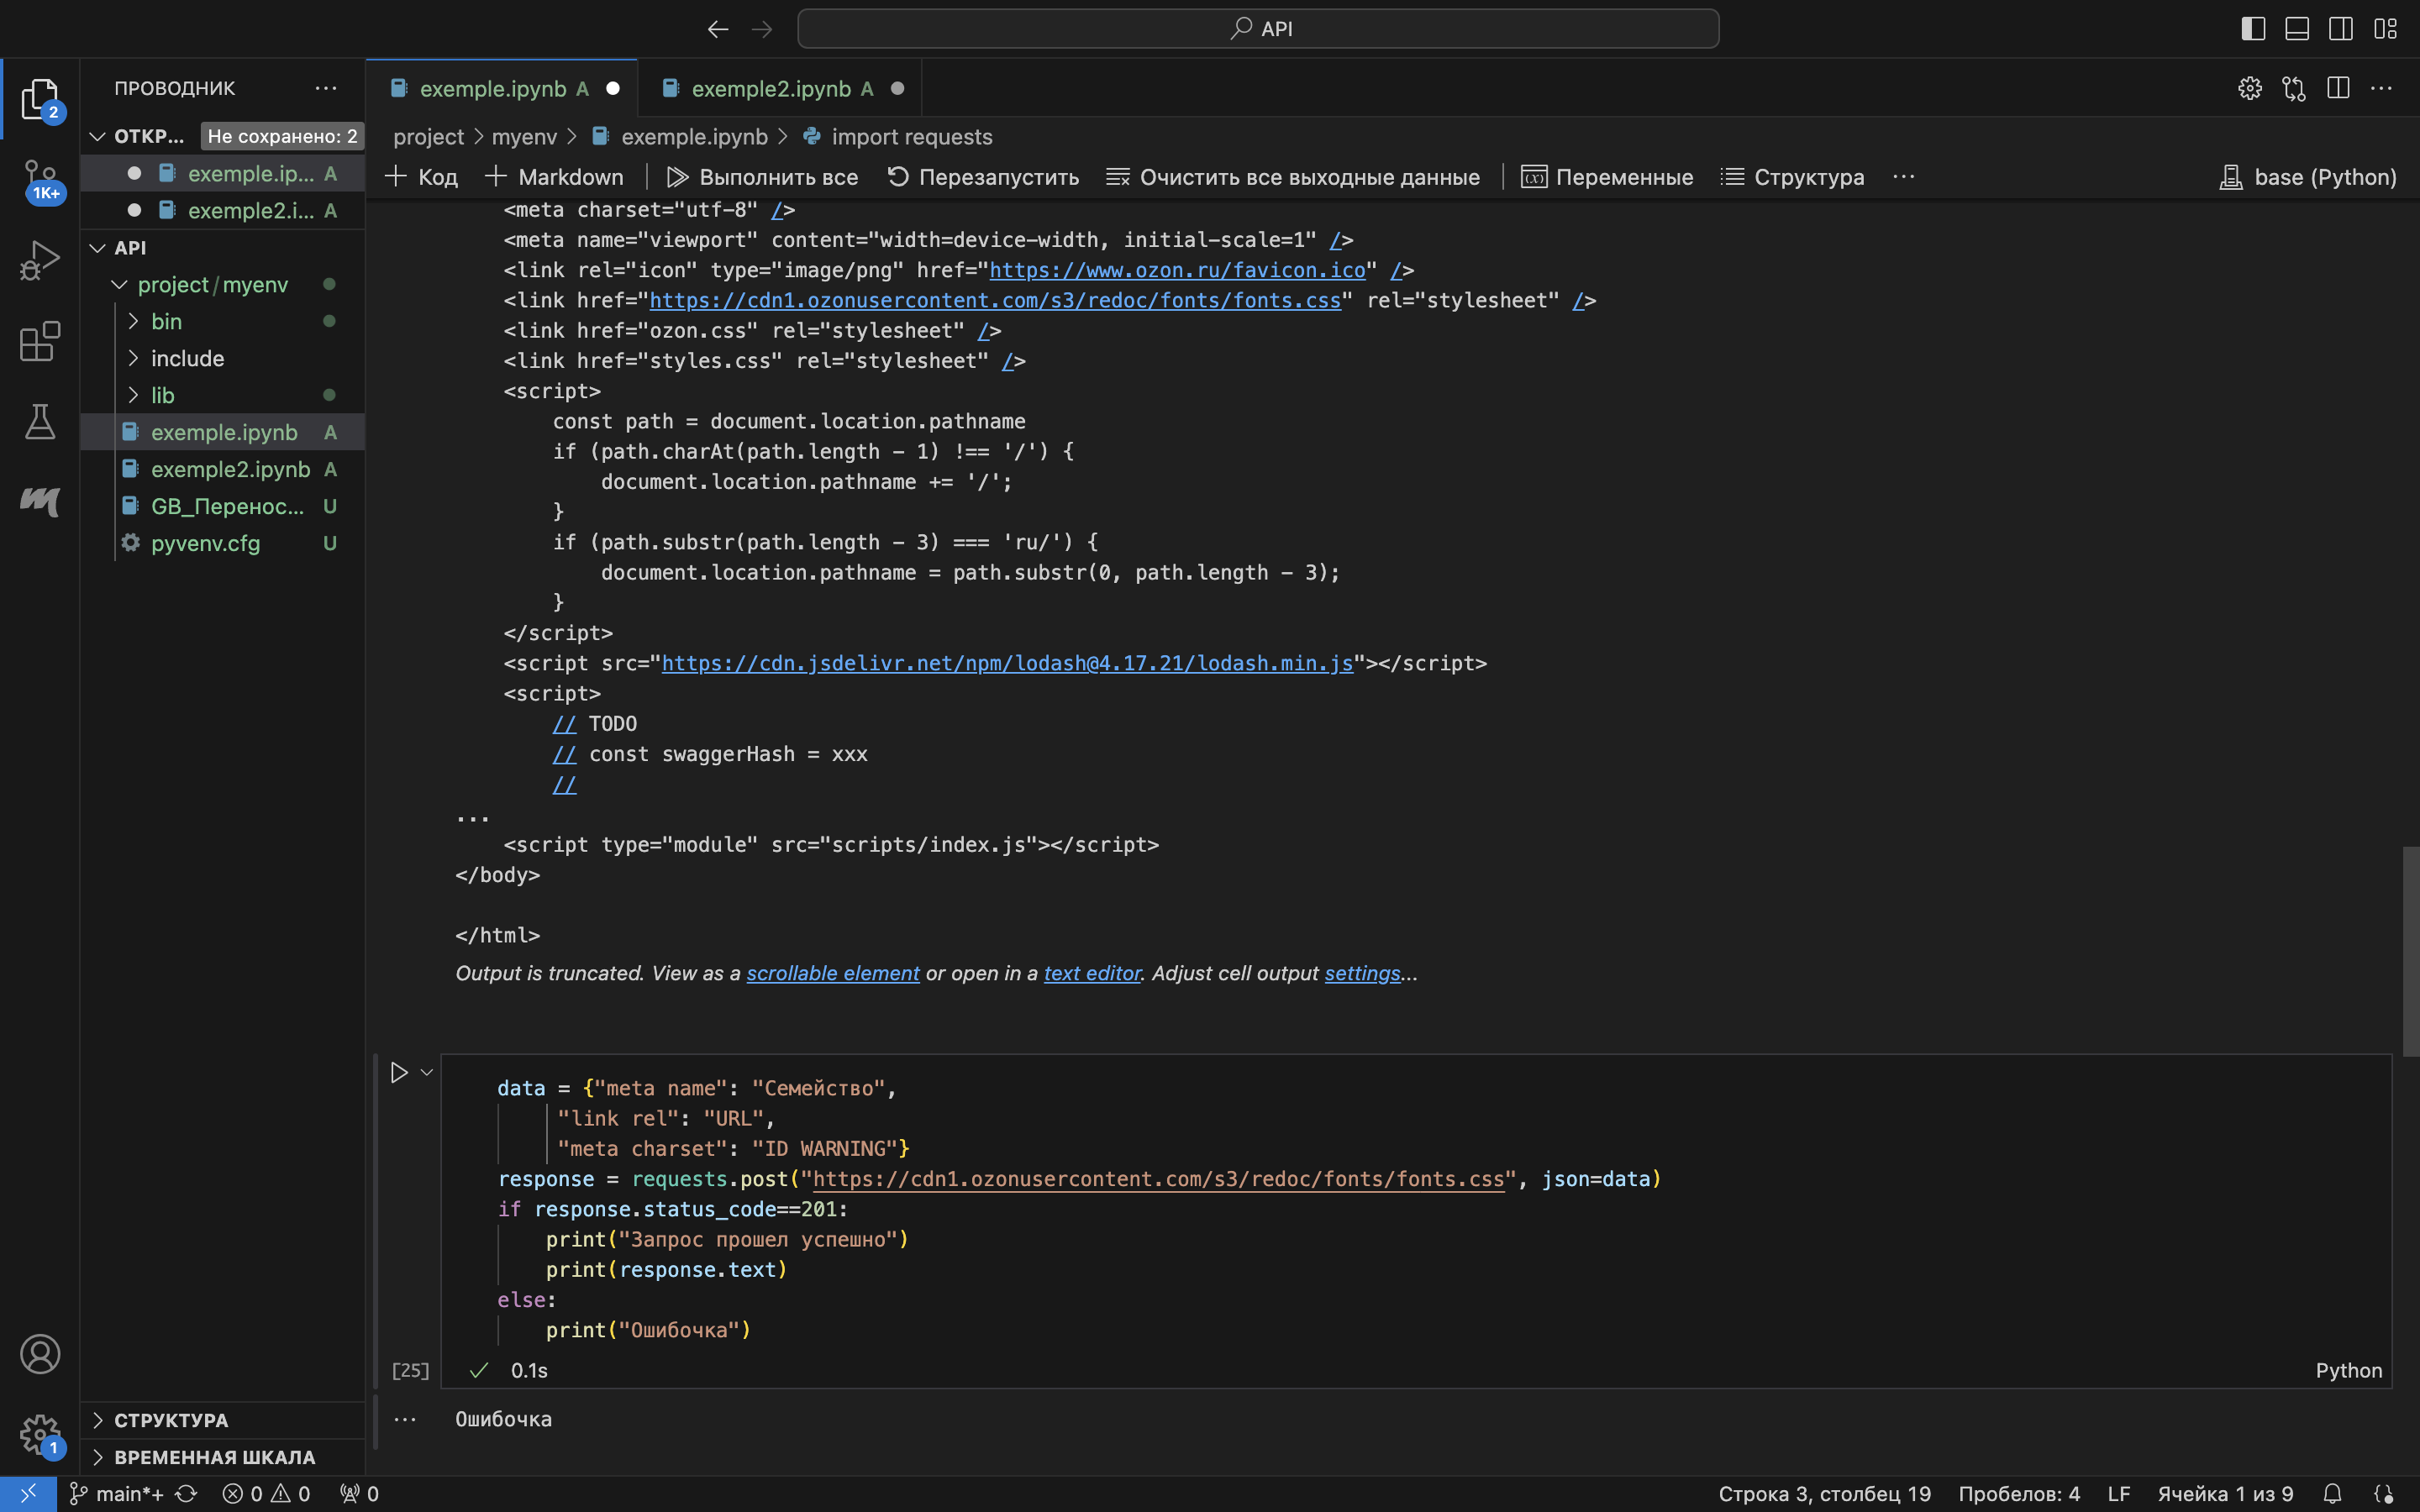 API
ПРОВОДНИК
ОТКР... Не сохранено: 2
exemple.ip... A
exemple2.i... A
API
project/myenv
bin
include
lib
exemple.ipynb A
exemple2.ipynb A
GB_Перенос... U
pyvenv.cfg U
СТРУКТУРА
ВРЕМЕННАЯ ШКАЛА
2
1K+
1
exemple.ipynb A
exemple2.ipynb A
project > myenv > exemple.ipynb > import requests
Код Markdown Выполнить все Перезапустить Очистить все выходные данные Переменные Структура ... base (Python)
<meta charset="utf-8" />
<meta name="viewport" content="width=device-width, initial-scale=1" />
<link rel="icon" type="image/png" href="https://www.ozon.ru/favicon.ico" />
<link href="https://cdn1.ozonusercontent.com/s3/redoc/fonts/fonts.css" rel="stylesheet" />
<link href="ozon.css" rel="stylesheet" />
<link href="styles.css" rel="stylesheet" />
<script>
const path = document.location.pathname
if (path.charAt(path.length - 1) !== '/') {
document.location.pathname += '/';
}
if (path.substr(path.length - 3) === 'ru/') {
document.location.pathname = path.substr(0, path.length - 3);
}
</script>
<script src="https://cdn.jsdelivr.net/npm/lodash@4.17.21/lodash.min.js"></script>
<script>
// TODO
// const swaggerHash = xxx
//
...
<script type="module" src="scripts/index.js"></script>
</body>
</html>
Output is truncated. View as a scrollable element or open in a text editor. Adjust cell output settings...
data = {"meta name": "Семейство",
"link rel": "URL",
"meta charset": "ID WARNING"}
response = requests.post("https://cdn1.ozonusercontent.com/s3/redoc/fonts/fonts.css", json=data)
if response.status_code==201:
print("Запрос прошел успешно")
print(response.text)
else:
print("Ошибочка")
[25] 0.1s Python
Ошибочка
main*+ 0 0 0 Строка 3, столбец 19 Пробелов: 4 LF Ячейка 1 из 9